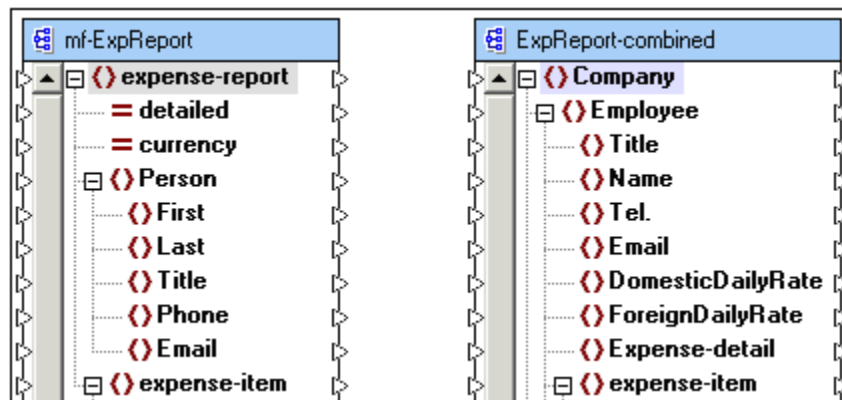 mf-ExpReport
expense-report
detailed
currency
Person
First
Last
Title
Phone
Email
expense-item
ExpReport-combined
Company
Employee
Title
Name
Tel.
Email
DomesticDailyRate
ForeignDailyRate
Expense-detail
expense-item